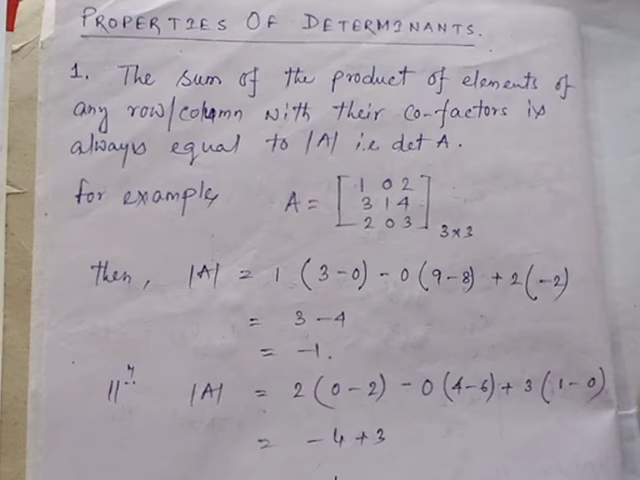 PROPERTIES OF DETERMINANTS.
1. The sum of the product of elements of
any row/column with their co-factors is
always equal to |A| i.e det A.
for example,
A = [1 0 2
3 1 4
2 0 3] 3×3
then, |A| = 1 (3-0) - 0 (9-8) + 2(-2)
= 3 - 4
= -1.
||ly |A| = 2 (0-2) - 0 (4-6) + 3 (1-0)
= -4 + 3